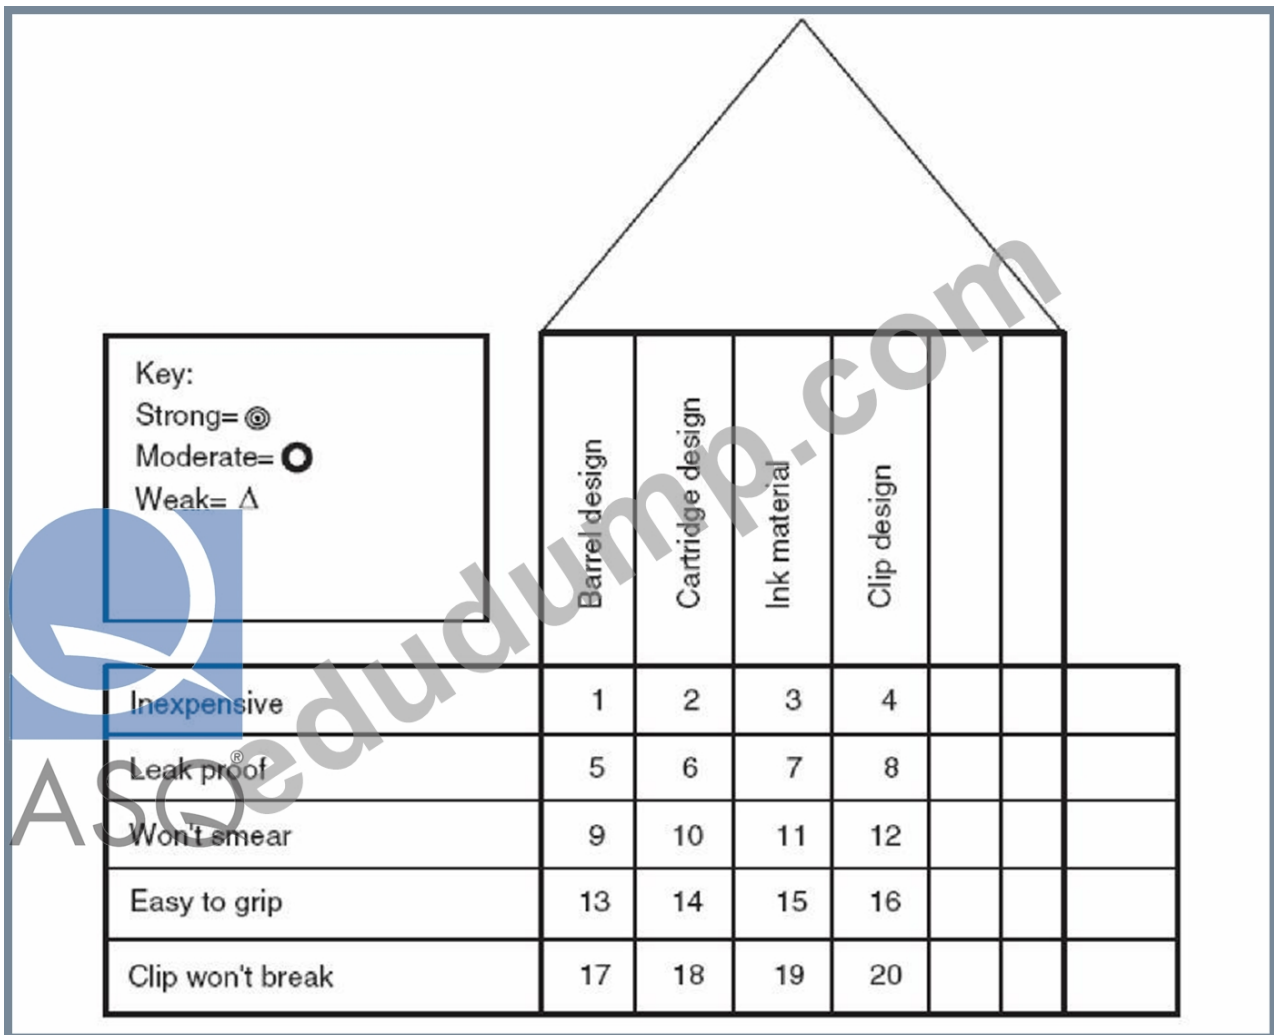 Key:
Strong=
Moderate=
Weak= Δ
Barrel design
Cartridge design
Ink material
Clip design
Inexpensive 1 2 3 4
Leak proof 5 6 7 8
Won't smear 9 10 11 12
Easy to grip 13 14 15 16
Clip won't break 17 18 19 20
ASQ®
edudump.com